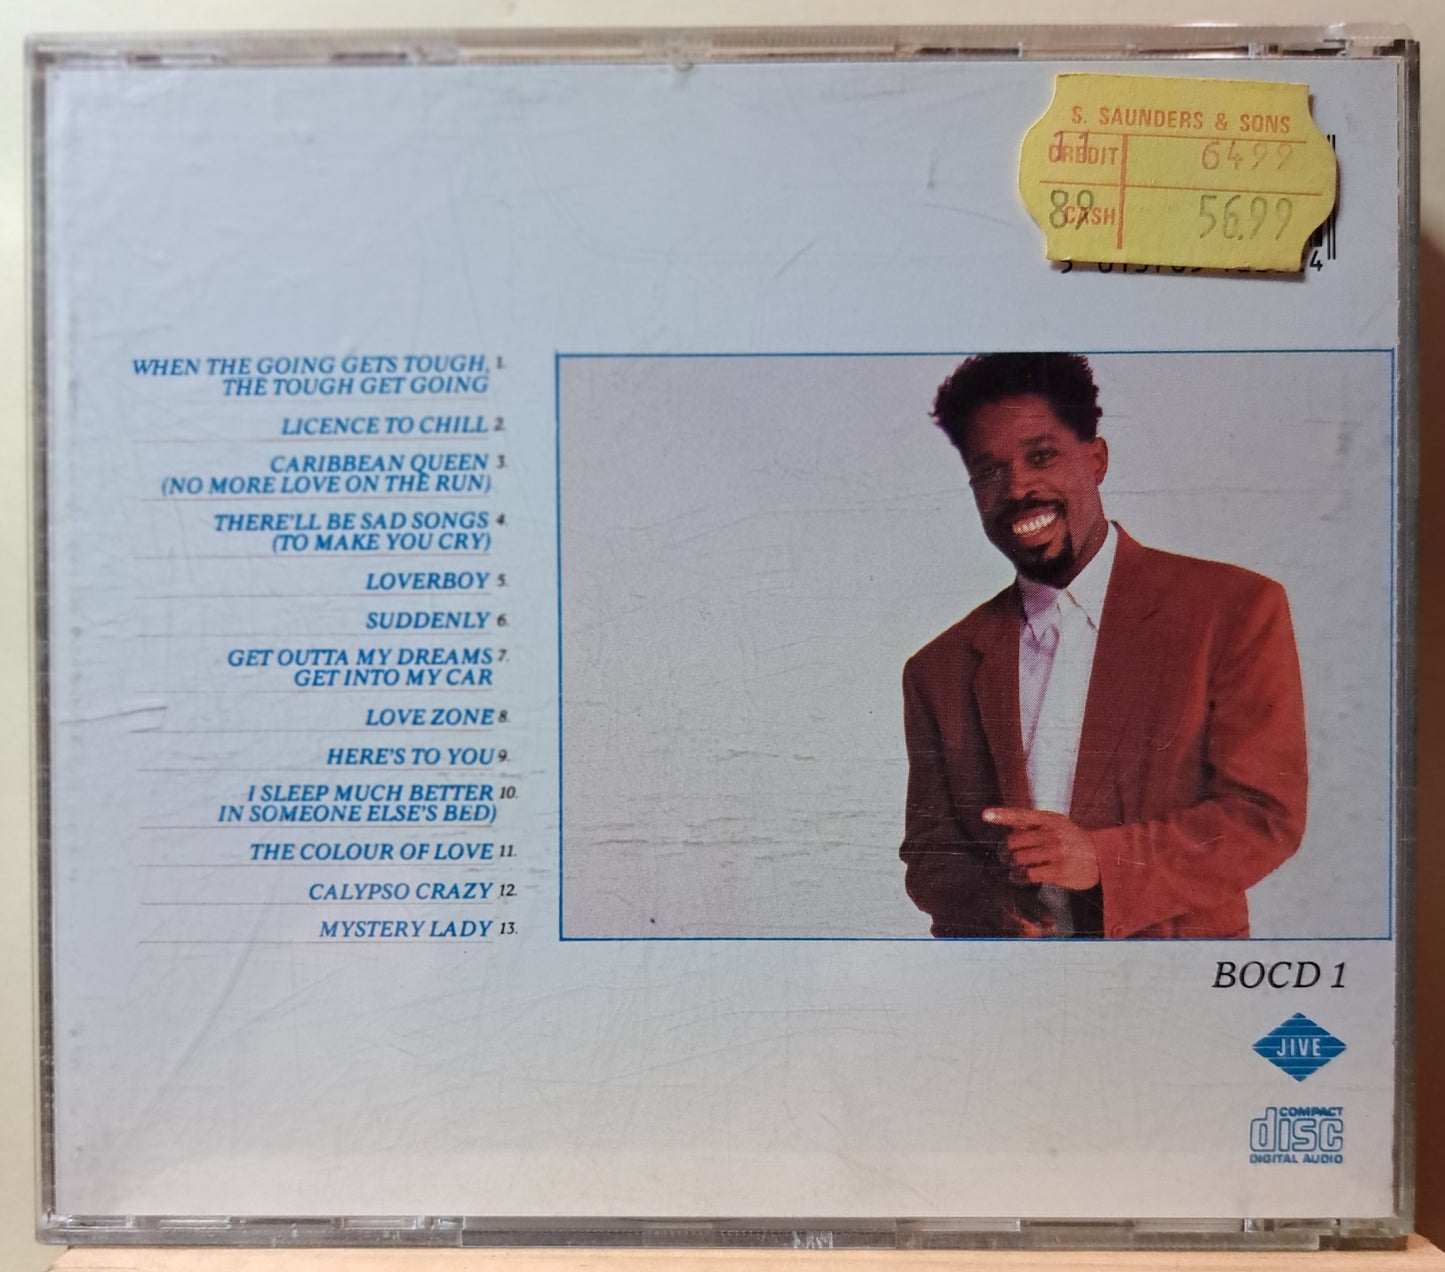 S. SAUNDERS & SONS
11
CREDIT 6499
89
CASH 56.99
WHEN THE GOING GETS TOUGH, 1.
THE TOUGH GET GOING
LICENCE TO CHILL 2.
CARIBBEAN QUEEN 3.
(NO MORE LOVE ON THE RUN)
THERE'LL BE SAD SONGS 4.
(TO MAKE YOU CRY)
LOVERBOY 5.
SUDDENLY 6.
GET OUTTA MY DREAMS 7.
GET INTO MY CAR
LOVE ZONE 8.
HERE'S TO YOU 9.
I SLEEP MUCH BETTER 10.
IN SOMEONE ELSE'S BED)
THE COLOUR OF LOVE 11.
CALYPSO CRAZY 12.
MYSTERY LADY 13.
BOCD 1
JIVE
COMPACT
disc
DIGITAL AUDIO